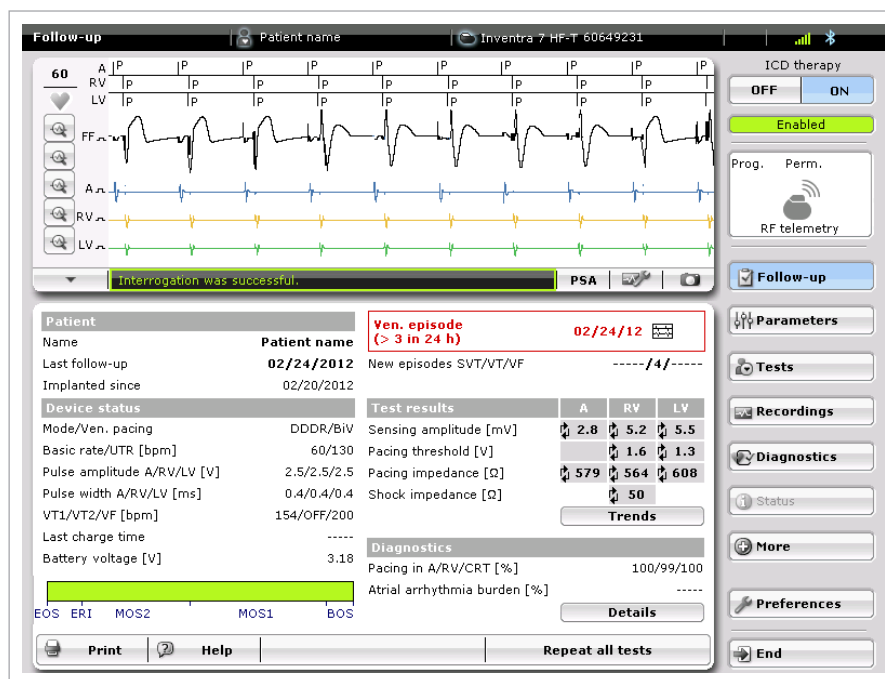 Follow-up Patient name Inventra 7 HF-T 60649231
60 A P P P P P P P P P P
RV P P P P P P P P P
LV P P P P P P P P P
FF
A
RV
LV
Interrogation was successful. PSA
ICD therapy
OFF ON
Enabled
Prog. Perm.
RF telemetry
Follow-up
Parameters
Tests
Recordings
Diagnostics
Status
More
Preferences
End
Patient
Name Patient name
Last follow-up 02/24/2012
Implanted since 02/20/2012
Device status
Mode/Ven. pacing DDDR/BiV
Basic rate/UTR [bpm] 60/130
Pulse amplitude A/RV/LV [V] 2.5/2.5/2.5
Pulse width A/RV/LV [ms] 0.4/0.4/0.4
VT1/VT2/VF [bpm] 154/OFF/200
Last charge time -----
Battery voltage [V] 3.18
EOS ERI MOS2 MOS1 BOS
Ven. episode 02/24/12
(> 3 in 24 h)
New episodes SVT/VT/VF -----/4/-----
Test results A RV LV
Sensing amplitude [mV] 2.8 5.2 5.5
Pacing threshold [V] 1.6 1.3
Pacing impedance [Ω] 579 564 608
Shock impedance [Ω] 50
Trends
Diagnostics
Pacing in A/RV/CRT [%] 100/99/100
Atrial arrhythmia burden [%] -----
Details
Print Help Repeat all tests